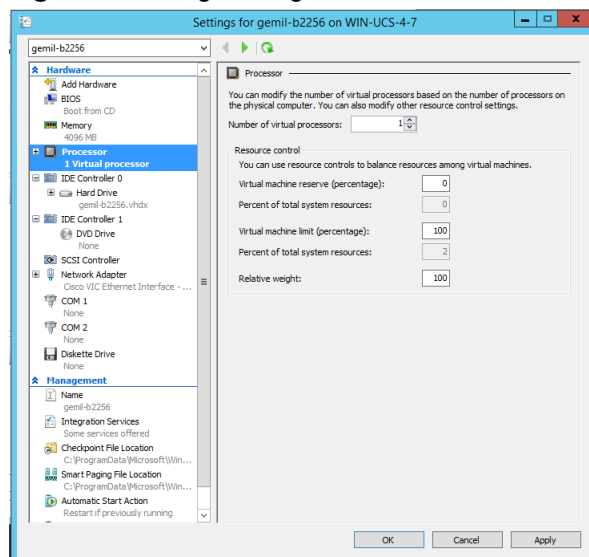 Settings for gemil-b2256 on WIN-UCS-4-7
gemil-b2256
Hardware
Add Hardware
BIOS
Boot from CD
Memory
4096 MB
Processor
1 Virtual processor
IDE Controller 0
Hard Drive
gemil-b2256.vhdx
IDE Controller 1
DVD Drive
None
SCSI Controller
Network Adapter
Cisco VIC Ethernet Interface - ...
COM 1
None
COM 2
None
Diskette Drive
None
Management
Name
gemil-b2256
Integration Services
Some services offered
Checkpoint File Location
C:\ProgramData\Microsoft\Win...
Smart Paging File Location
C:\ProgramData\Microsoft\Win...
Automatic Start Action
Restart if previously running
Processor
You can modify the number of virtual processors based on the number of processors on
the physical computer. You can also modify other resource control settings.
Number of virtual processors: 1
Resource control
You can use resource controls to balance resources among virtual machines.
Virtual machine reserve (percentage): 0
Percent of total system resources: 0
Virtual machine limit (percentage): 100
Percent of total system resources: 2
Relative weight: 100
OK Cancel Apply